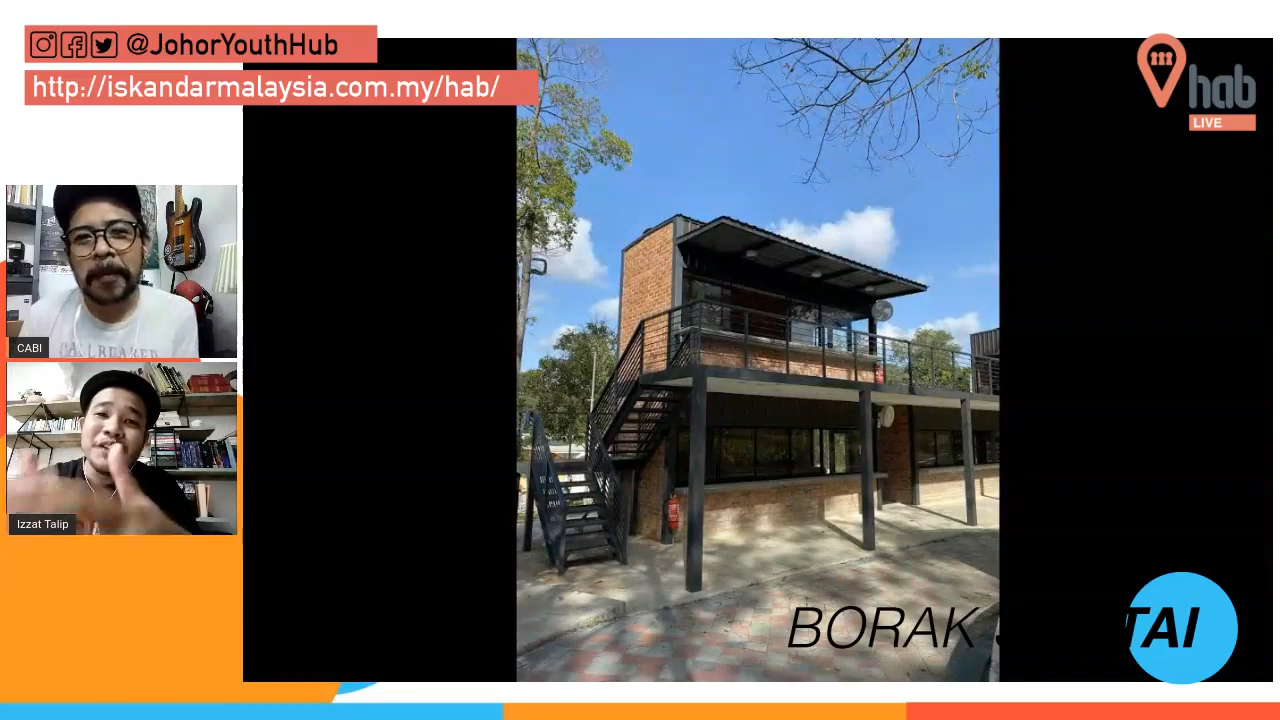 @JohorYouthHub
http://iskandarmalaysia.com.my/hab/
hab
LIVE
CABI
Izzat Talip
BORAK
TAI